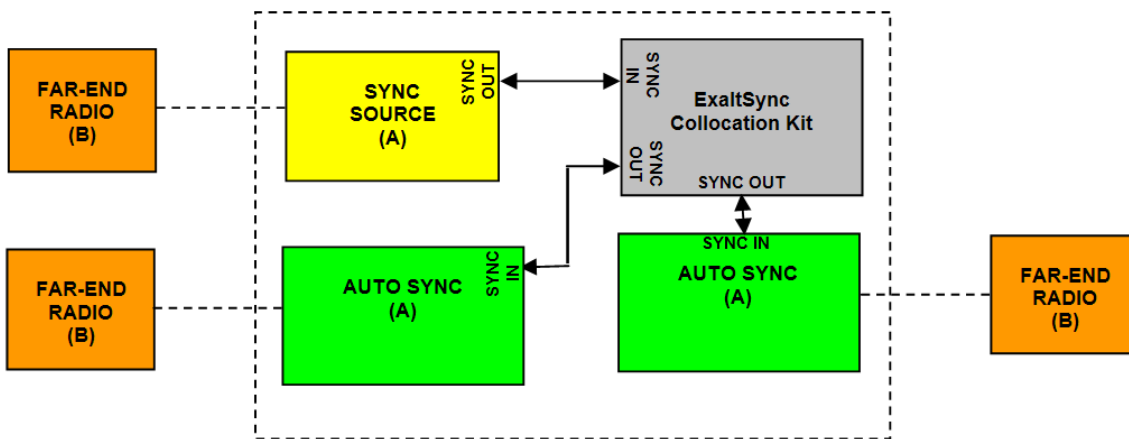 FAR-END
RADIO
(B)
SYNC
SOURCE
(A)
SYNC
OUT
SYNC
IN
ExaltSync
Collocation Kit
SYNC
OUT
SYNC OUT
FAR-END
RADIO
(B)
AUTO SYNC
(A)
SYNC
IN
SYNC IN
AUTO SYNC
(A)
FAR-END
RADIO
(B)